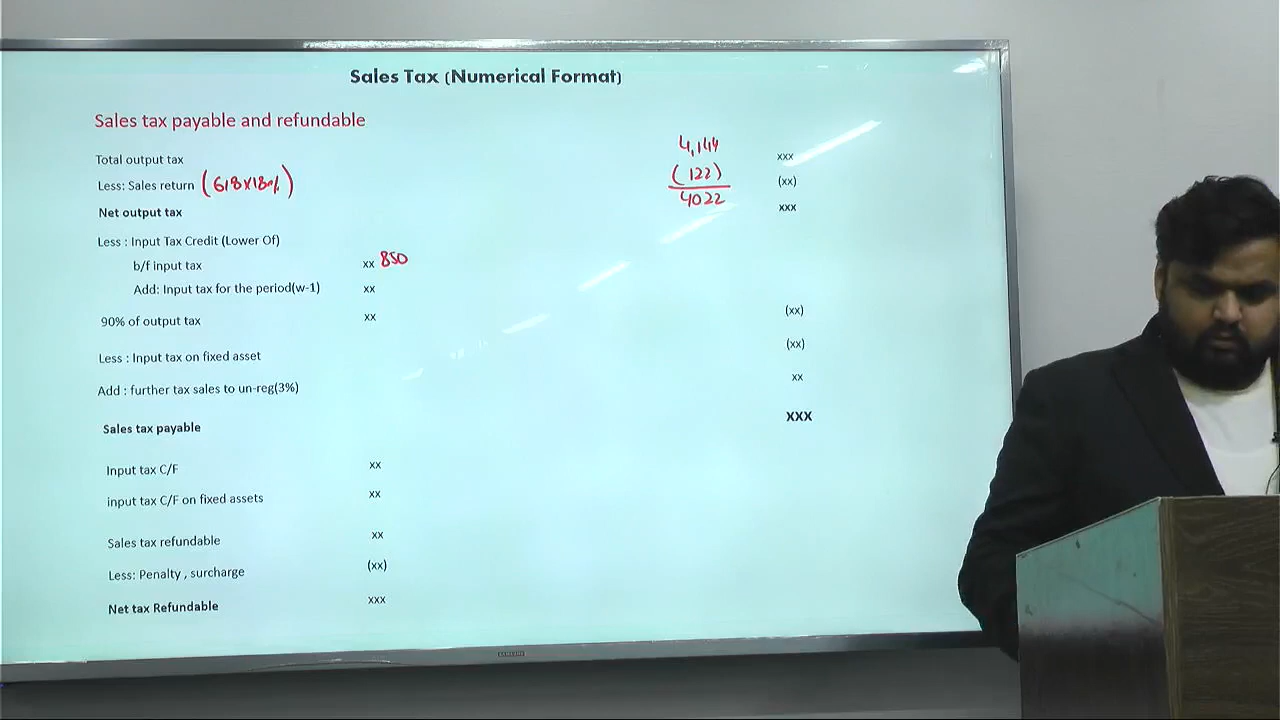 Sales Tax (Numerical Format)
Sales tax payable and refundable
Total output tax 4,144 xxx
Less: Sales return (618x18%) (122) (xx)
Net output tax 4022 xxx
Less : Input Tax Credit (Lower Of)
b/f input tax xx 850
Add: Input tax for the period(w-1) xx
90% of output tax xx (xx)
Less : Input tax on fixed asset (xx)
Add : further tax sales to un-reg(3%) xx
Sales tax payable XXX
Input tax C/F xx
input tax C/F on fixed assets xx
Sales tax refundable xx
Less: Penalty , surcharge (xx)
Net tax Refundable xxx
SAMSUNG